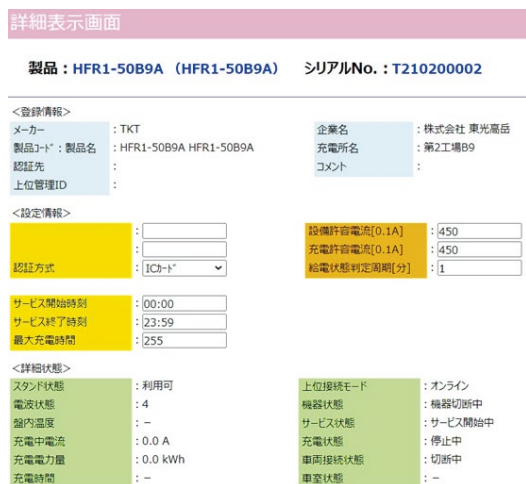 詳細表示画面
製品：HFR1-50B9A （HFR1-50B9A） シリアルNo.：T210200002
＜登録情報＞
メーカー : TKT 企業名 : 株式会社 東光高岳
製品ｺｰﾄﾞ：製品名 : HFR1-50B9A HFR1-50B9A 充電所名 : 第2工場B9
認証先 : コメント :
上位管理ID :
＜設定情報＞
: 設備許容電流[0.1A] : 450
: 充電許容電流[0.1A] : 450
認証方式 : ICｶｰﾄﾞ 給電状態判定周期[分] : 1
サービス開始時刻 : 00:00
サービス終了時刻 : 23:59
最大充電時間 : 255
＜詳細状態＞
スタンド状態 : 利用可 上位接続モード : オンライン
電波状態 : 4 機器状態 : 機器切断中
盤内温度 : － サービス状態 : サービス開始中
充電中電流 : 0.0 A 充電状態 : 停止中
充電電力量 : 0.0 kWh 車両接続状態 : 切断中
充電時間 : － 車室状態 : －